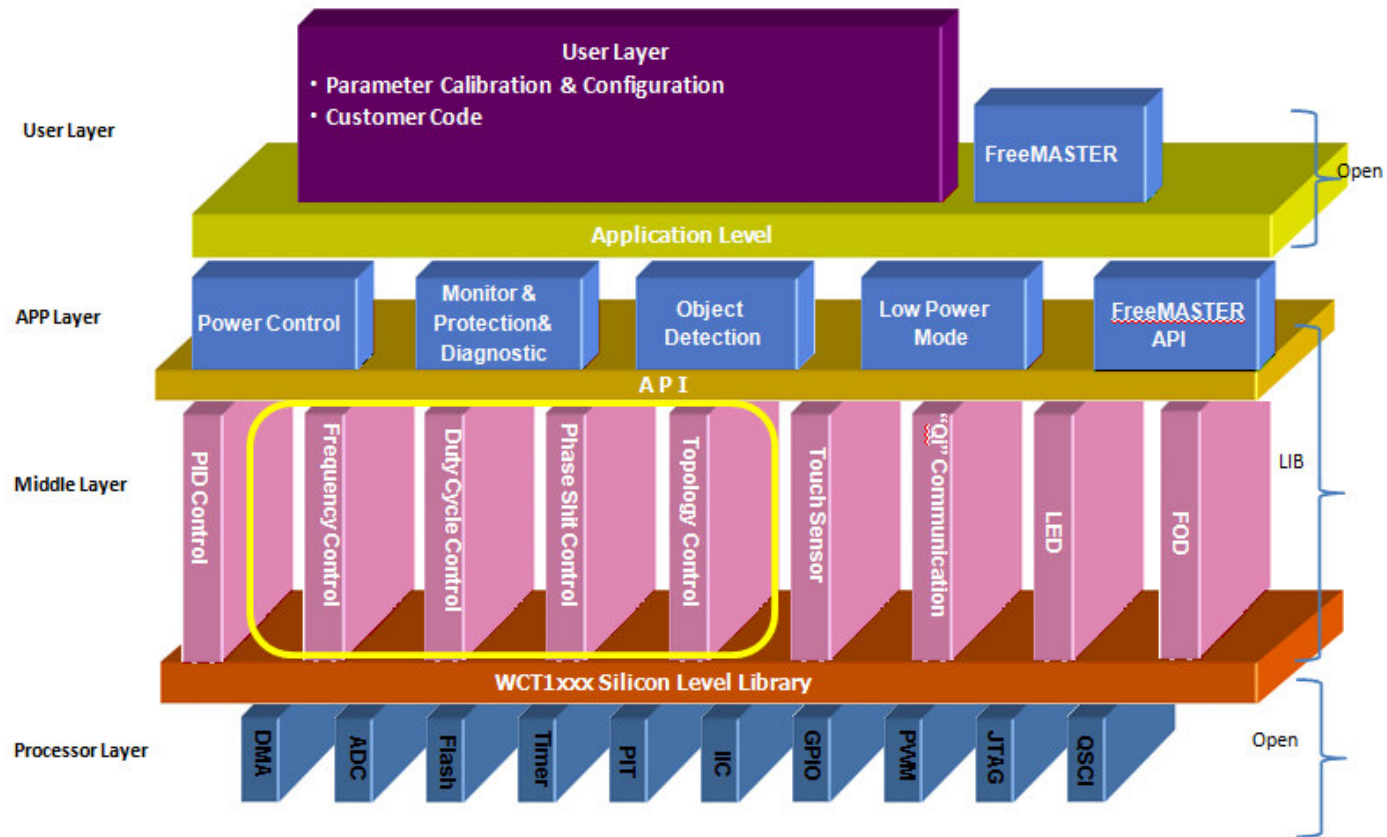 User Layer
• Parameter Calibration & Configuration
• Customer Code
User Layer
FreeMASTER
Open
Application Level
Power Control
Monitor &
Protection&
Diagnostic
Object
Detection
Low Power
Mode
FreeMASTER
API
APP Layer
API
PID Control
Frequency Control
Duty Cycle Control
Phase Shit Control
Topology Control
Touch Sensor
“Qi” Communication
LED
FOD
Middle Layer
LIB
WCT1xxx Silicon Level Library
Processor Layer
DMA
ADC
Flash
Timer
PIT
IIC
GPIO
PWM
JTAG
QSCI
Open